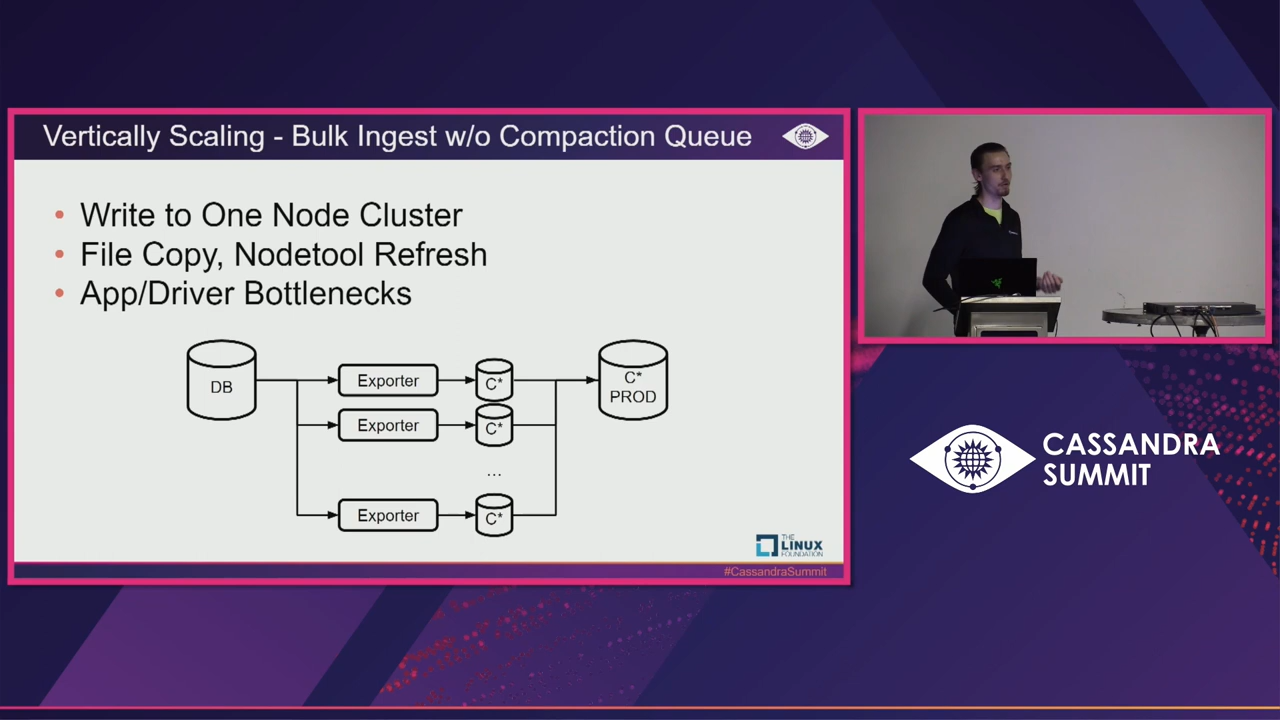 Vertically Scaling - Bulk Ingest w/o Compaction Queue
• Write to One Node Cluster
• File Copy, Nodetool Refresh
• App/Driver Bottlenecks
DB
Exporter
C*
Exporter
C*
...
Exporter
C*
C*
PROD
THE
LINUX
FOUNDATION
#CassandraSummit
CASSANDRA
SUMMIT